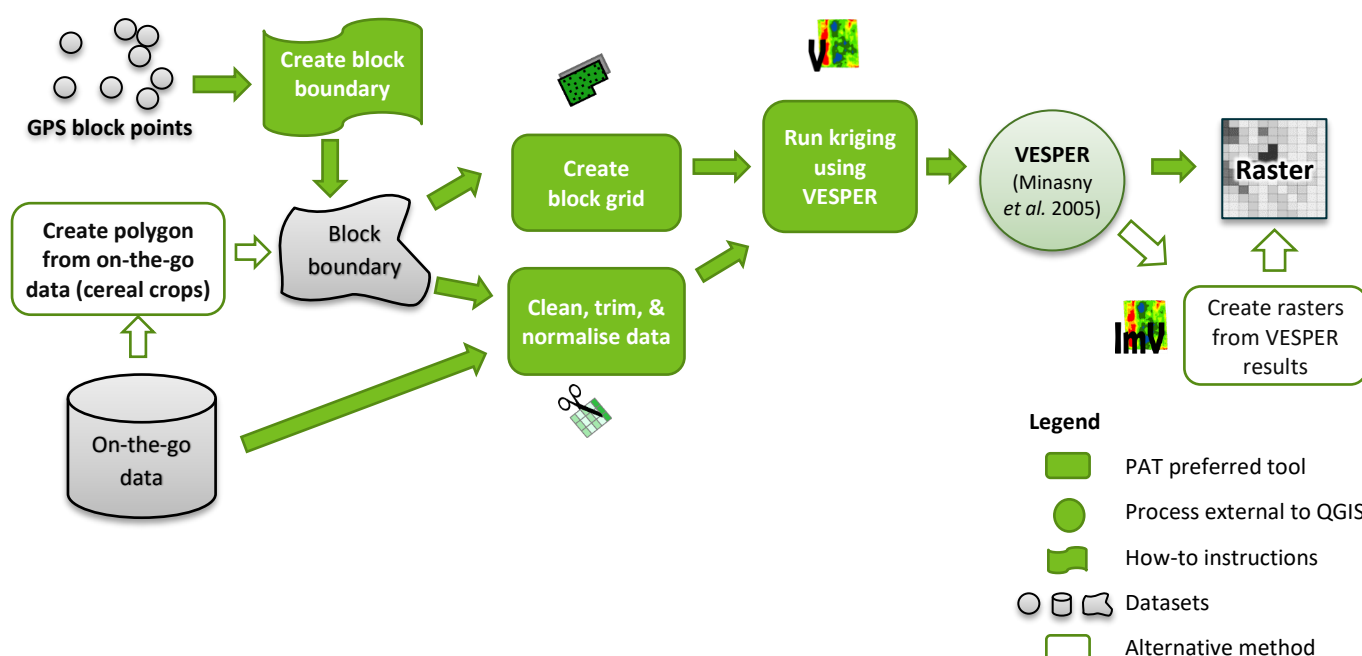 Create block
boundary
GPS block points
Create polygon
from on-the-go
data (cereal crops)
Block
boundary
On-the-go
data
Create
block grid
Clean, trim, &
normalise data
V
Run kriging
using
VESPER
VESPER
(Minasny
et al. 2005)
Raster
ImV
Create rasters
from VESPER
results
Legend
PAT preferred tool
Process external to QGIS
How-to instructions
Datasets
Alternative method